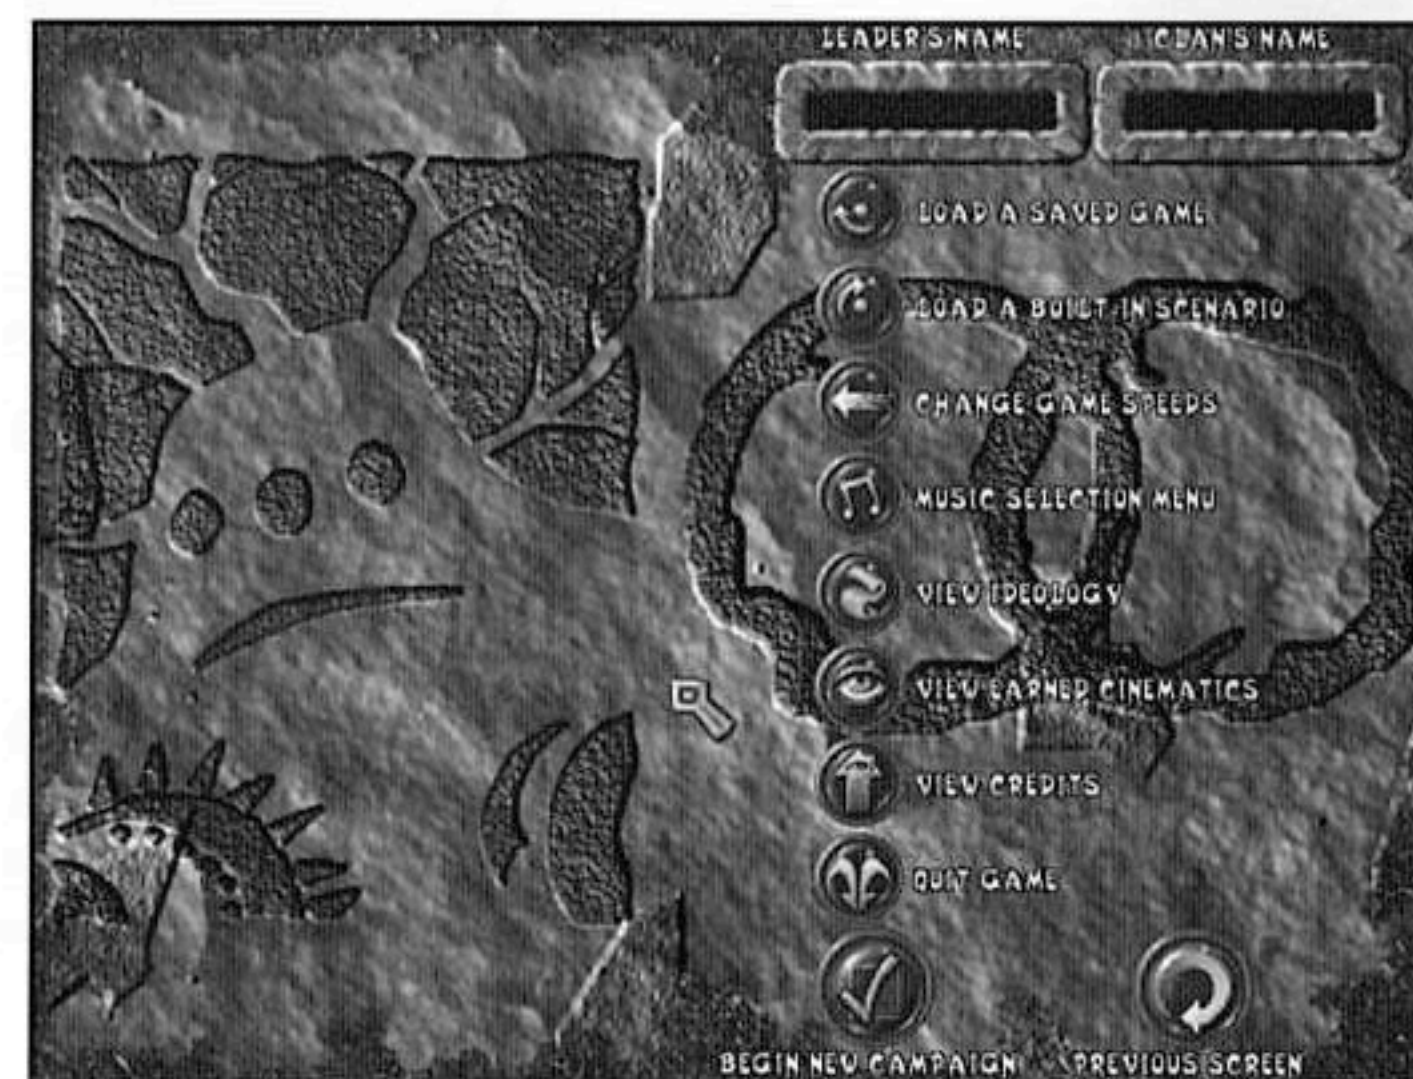 LEADER'S NAME
CLAN'S NAME
LOAD A SAVED GAME
LOAD A BUILT IN SCENARIO
CHANGE GAME SPEEDS
MUSIC SELECTION MENU
VIEW IDEOLOGY
VIEW EARNED CINEMATICS
VIEW CREDITS
QUIT GAME
BEGIN NEW CAMPAIGN
PREVIOUS SCREEN